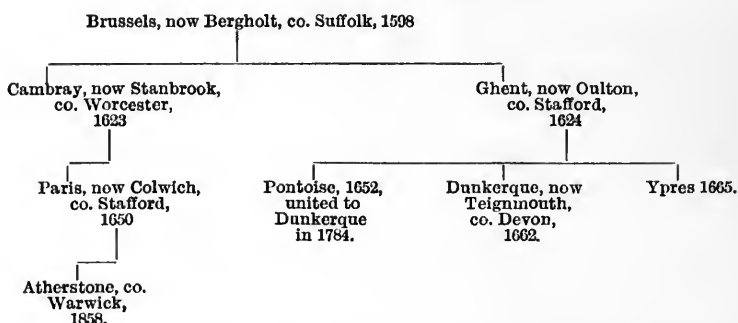 Brussels, now Bergholt, co. Suffolk, 1598
Cambray, now Stanbrook,
co. Worcester,
1623
Ghent, now Oulton,
co. Stafford,
1624
Paris, now Colwich,
co. Stafford,
1650
Pontoise, 1652,
united to
Dunkerque
in 1784.
Dunkerque, now
Teignmouth,
co. Devon,
1662.
Ypres 1665.
Atherstone, co.
Warwick,
1858.